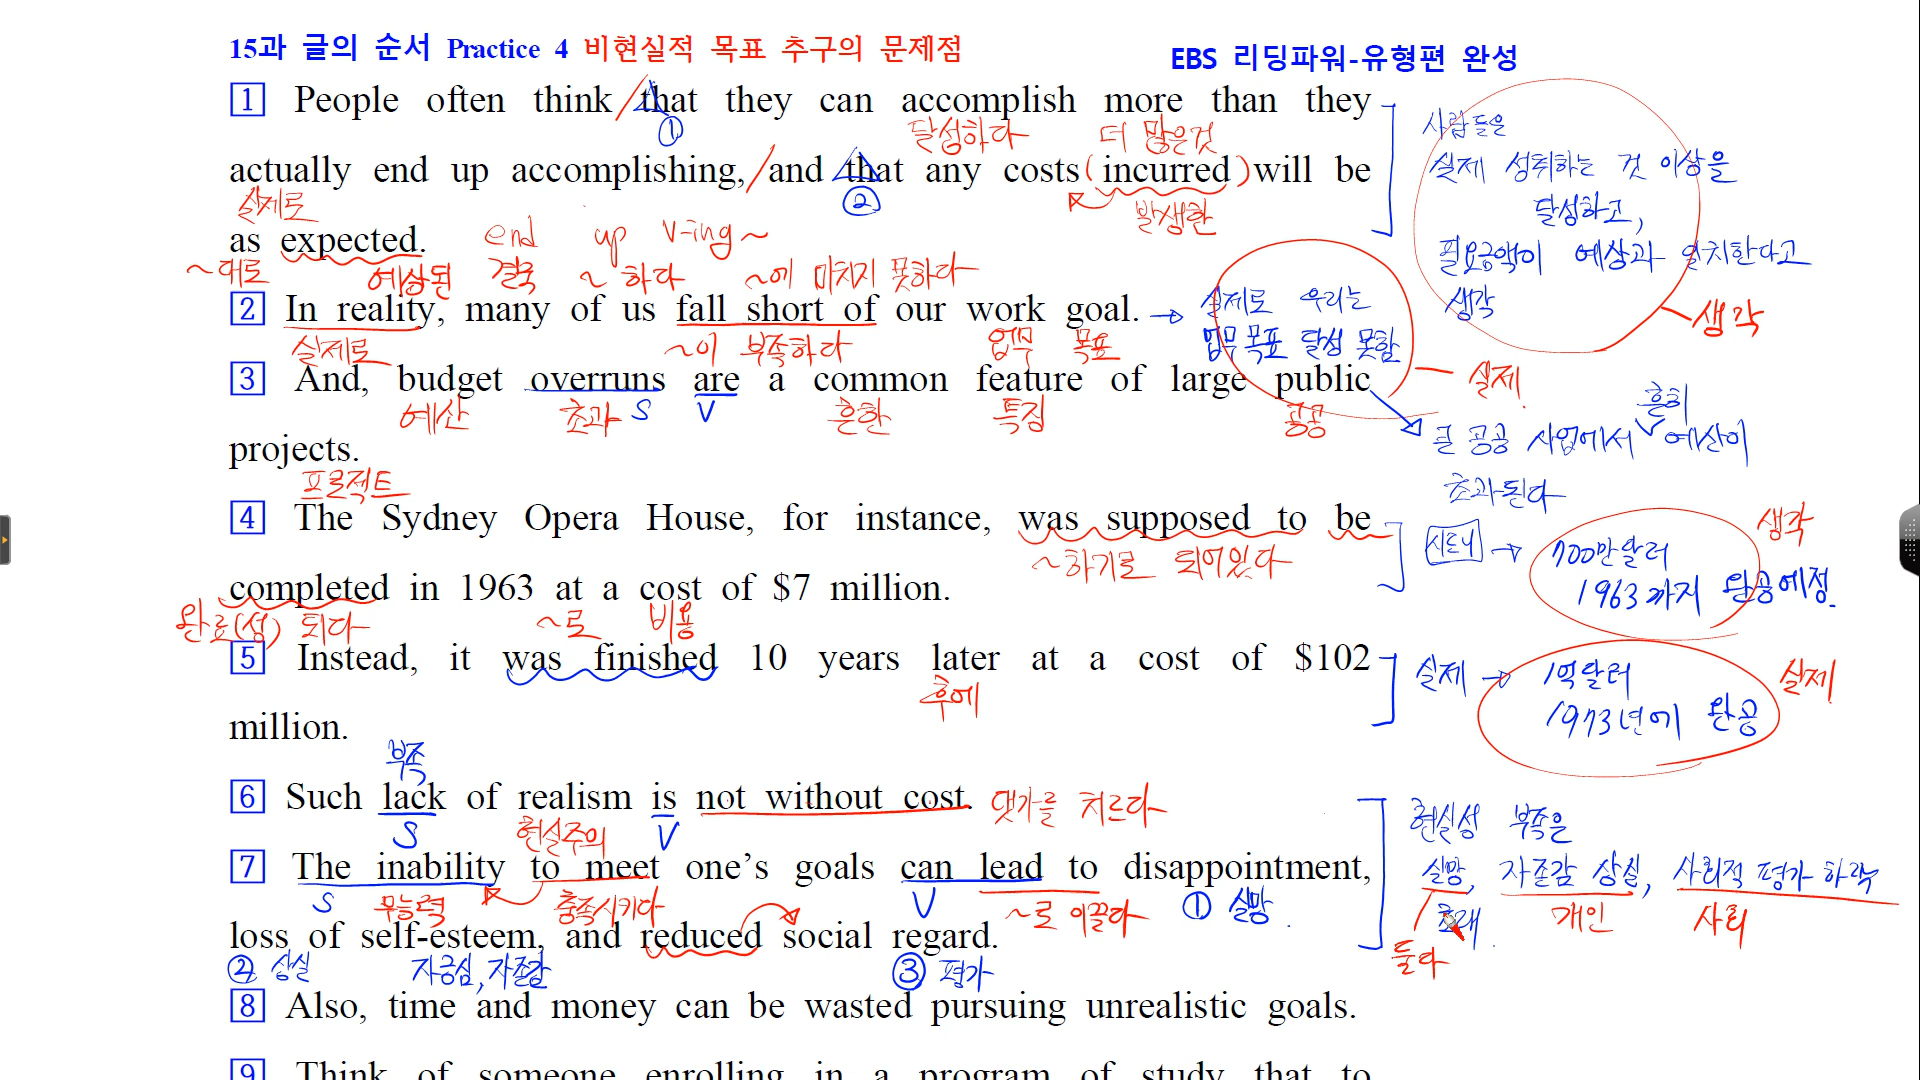 15과 글의 순서 Practice 4 비현실적 목표 추구의 문제점
EBS 리딩파워-유형편 완성
1 People often think that they can accomplish more than they
① 달성하다 더 많은것
actually end up accomplishing, and that any costs (incurred) will be
실제로 ② 발생한
as expected. end up v-ing~
~대로 예상된 결국 ~하다 ~에 미치지 못하다
사람들은
실제 성취하는 것 이상을
달성하고,
필요금액이 예상과 일치한다고
생각
생각
2 In reality, many of us fall short of our work goal. → 실제로 우리는
업무목표 달성 못함
실제로 ~이 부족하다 업무 목표
실제
3 And, budget overruns are a common feature of large public
예산 초과 S V 흔한 특징 공공
projects.
프로젝트
흔히
큰 공공 사업에서 예산이
초과된다
4 The Sydney Opera House, for instance, was supposed to be
~하기로 되어있다
completed in 1963 at a cost of $7 million.
완료(성) 되다 ~로 비용
시드니 → 700만달러
1963까지 완공예정.
생각
5 Instead, it was finished 10 years later at a cost of $102
후에
million.
실제 → 1억달러
1973년에 완공
실제
부족
6 Such lack of realism is not without cost. 댓가를 치르다
S 현실주의 V
7 The inability to meet one's goals can lead to disappointment,
S 무능력 충족시키다 V ~로 이끌다 ① 실망
loss of self-esteem, and reduced social regard.
② 상실 자긍심, 자존감 ③ 평가
현실성 부족은
실망, 자존감 상실, 사회적 평가 하락
초래
개인 사회
둘다
8 Also, time and money can be wasted pursuing unrealistic goals.
9 Think of someone enrolling in a program of study that to